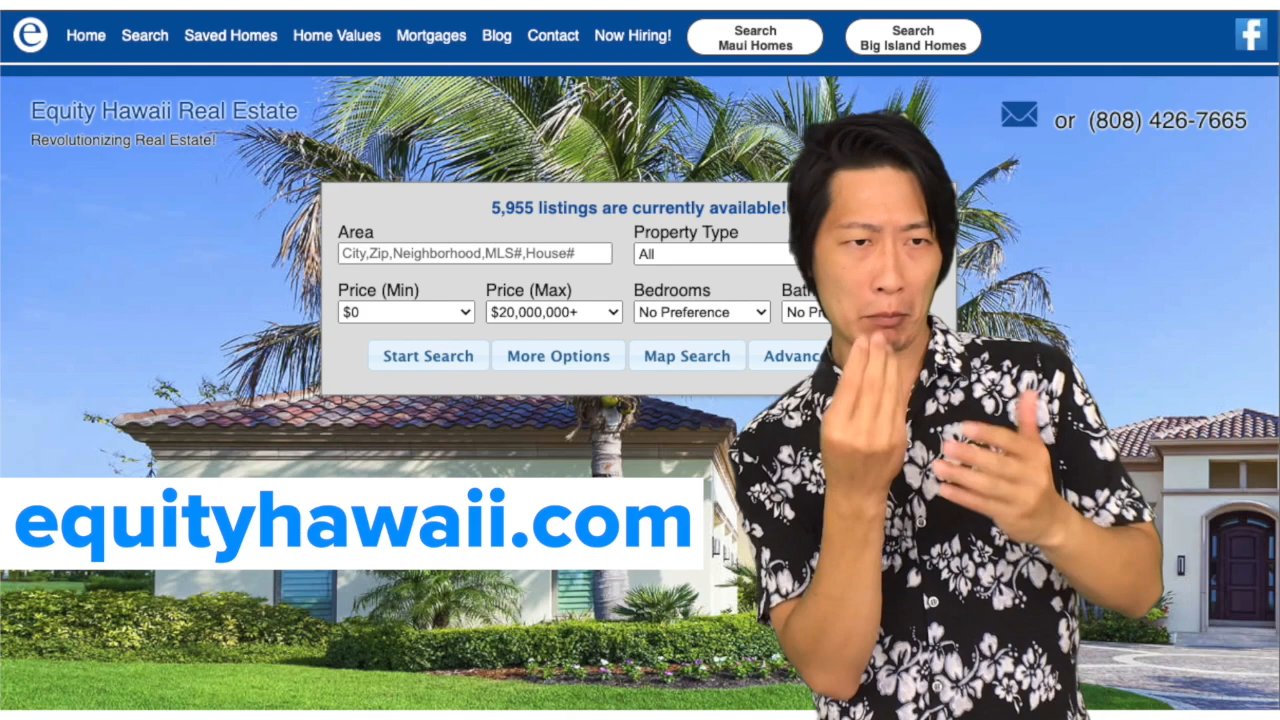 e Home Search Saved Homes Home Values Mortgages Blog Contact Now Hiring!
Search
Maui Homes
Search
Big Island Homes
f
Equity Hawaii Real Estate
Revolutionizing Real Estate!
or (808) 426-7665
5,955 listings are currently available!
Area
Property Type
City,Zip,Neighborhood,MLS#,House#
All
Price (Min) Price (Max) Bedrooms
$0 $20,000,000+ No Preference
Start Search More Options Map Search
equityhawaii.com